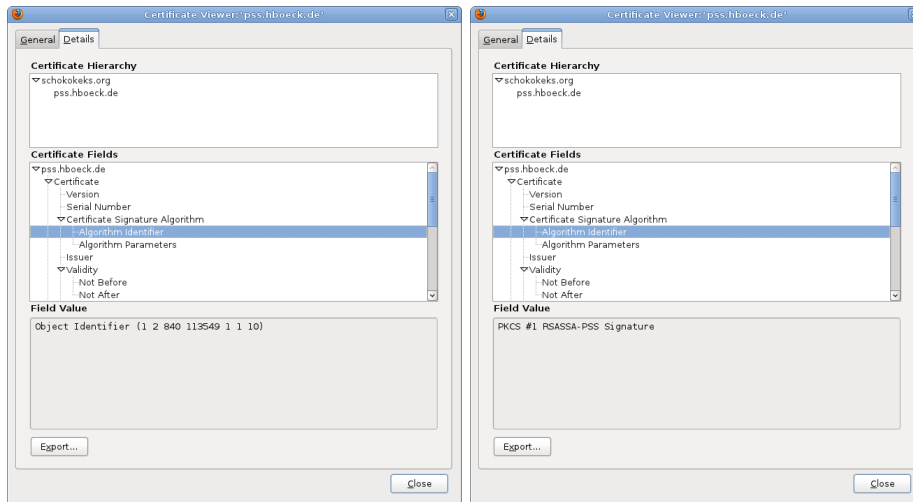 Certificate Viewer:'pss.hboeck.de'
General Details
Certificate Hierarchy
schokokeks.org
pss.hboeck.de
Certificate Fields
pss.hboeck.de
Certificate
Version
Serial Number
Certificate Signature Algorithm
Algorithm Identifier
Algorithm Parameters
Issuer
Validity
Not Before
Not After
Field Value
Object Identifier (1 2 840 113549 1 1 10)
Export...
Close
Certificate Viewer:'pss.hboeck.de'
General Details
Certificate Hierarchy
schokokeks.org
pss.hboeck.de
Certificate Fields
pss.hboeck.de
Certificate
Version
Serial Number
Certificate Signature Algorithm
Algorithm Identifier
Algorithm Parameters
Issuer
Validity
Not Before
Not After
Field Value
PKCS #1 RSASSA-PSS Signature
Export...
Close